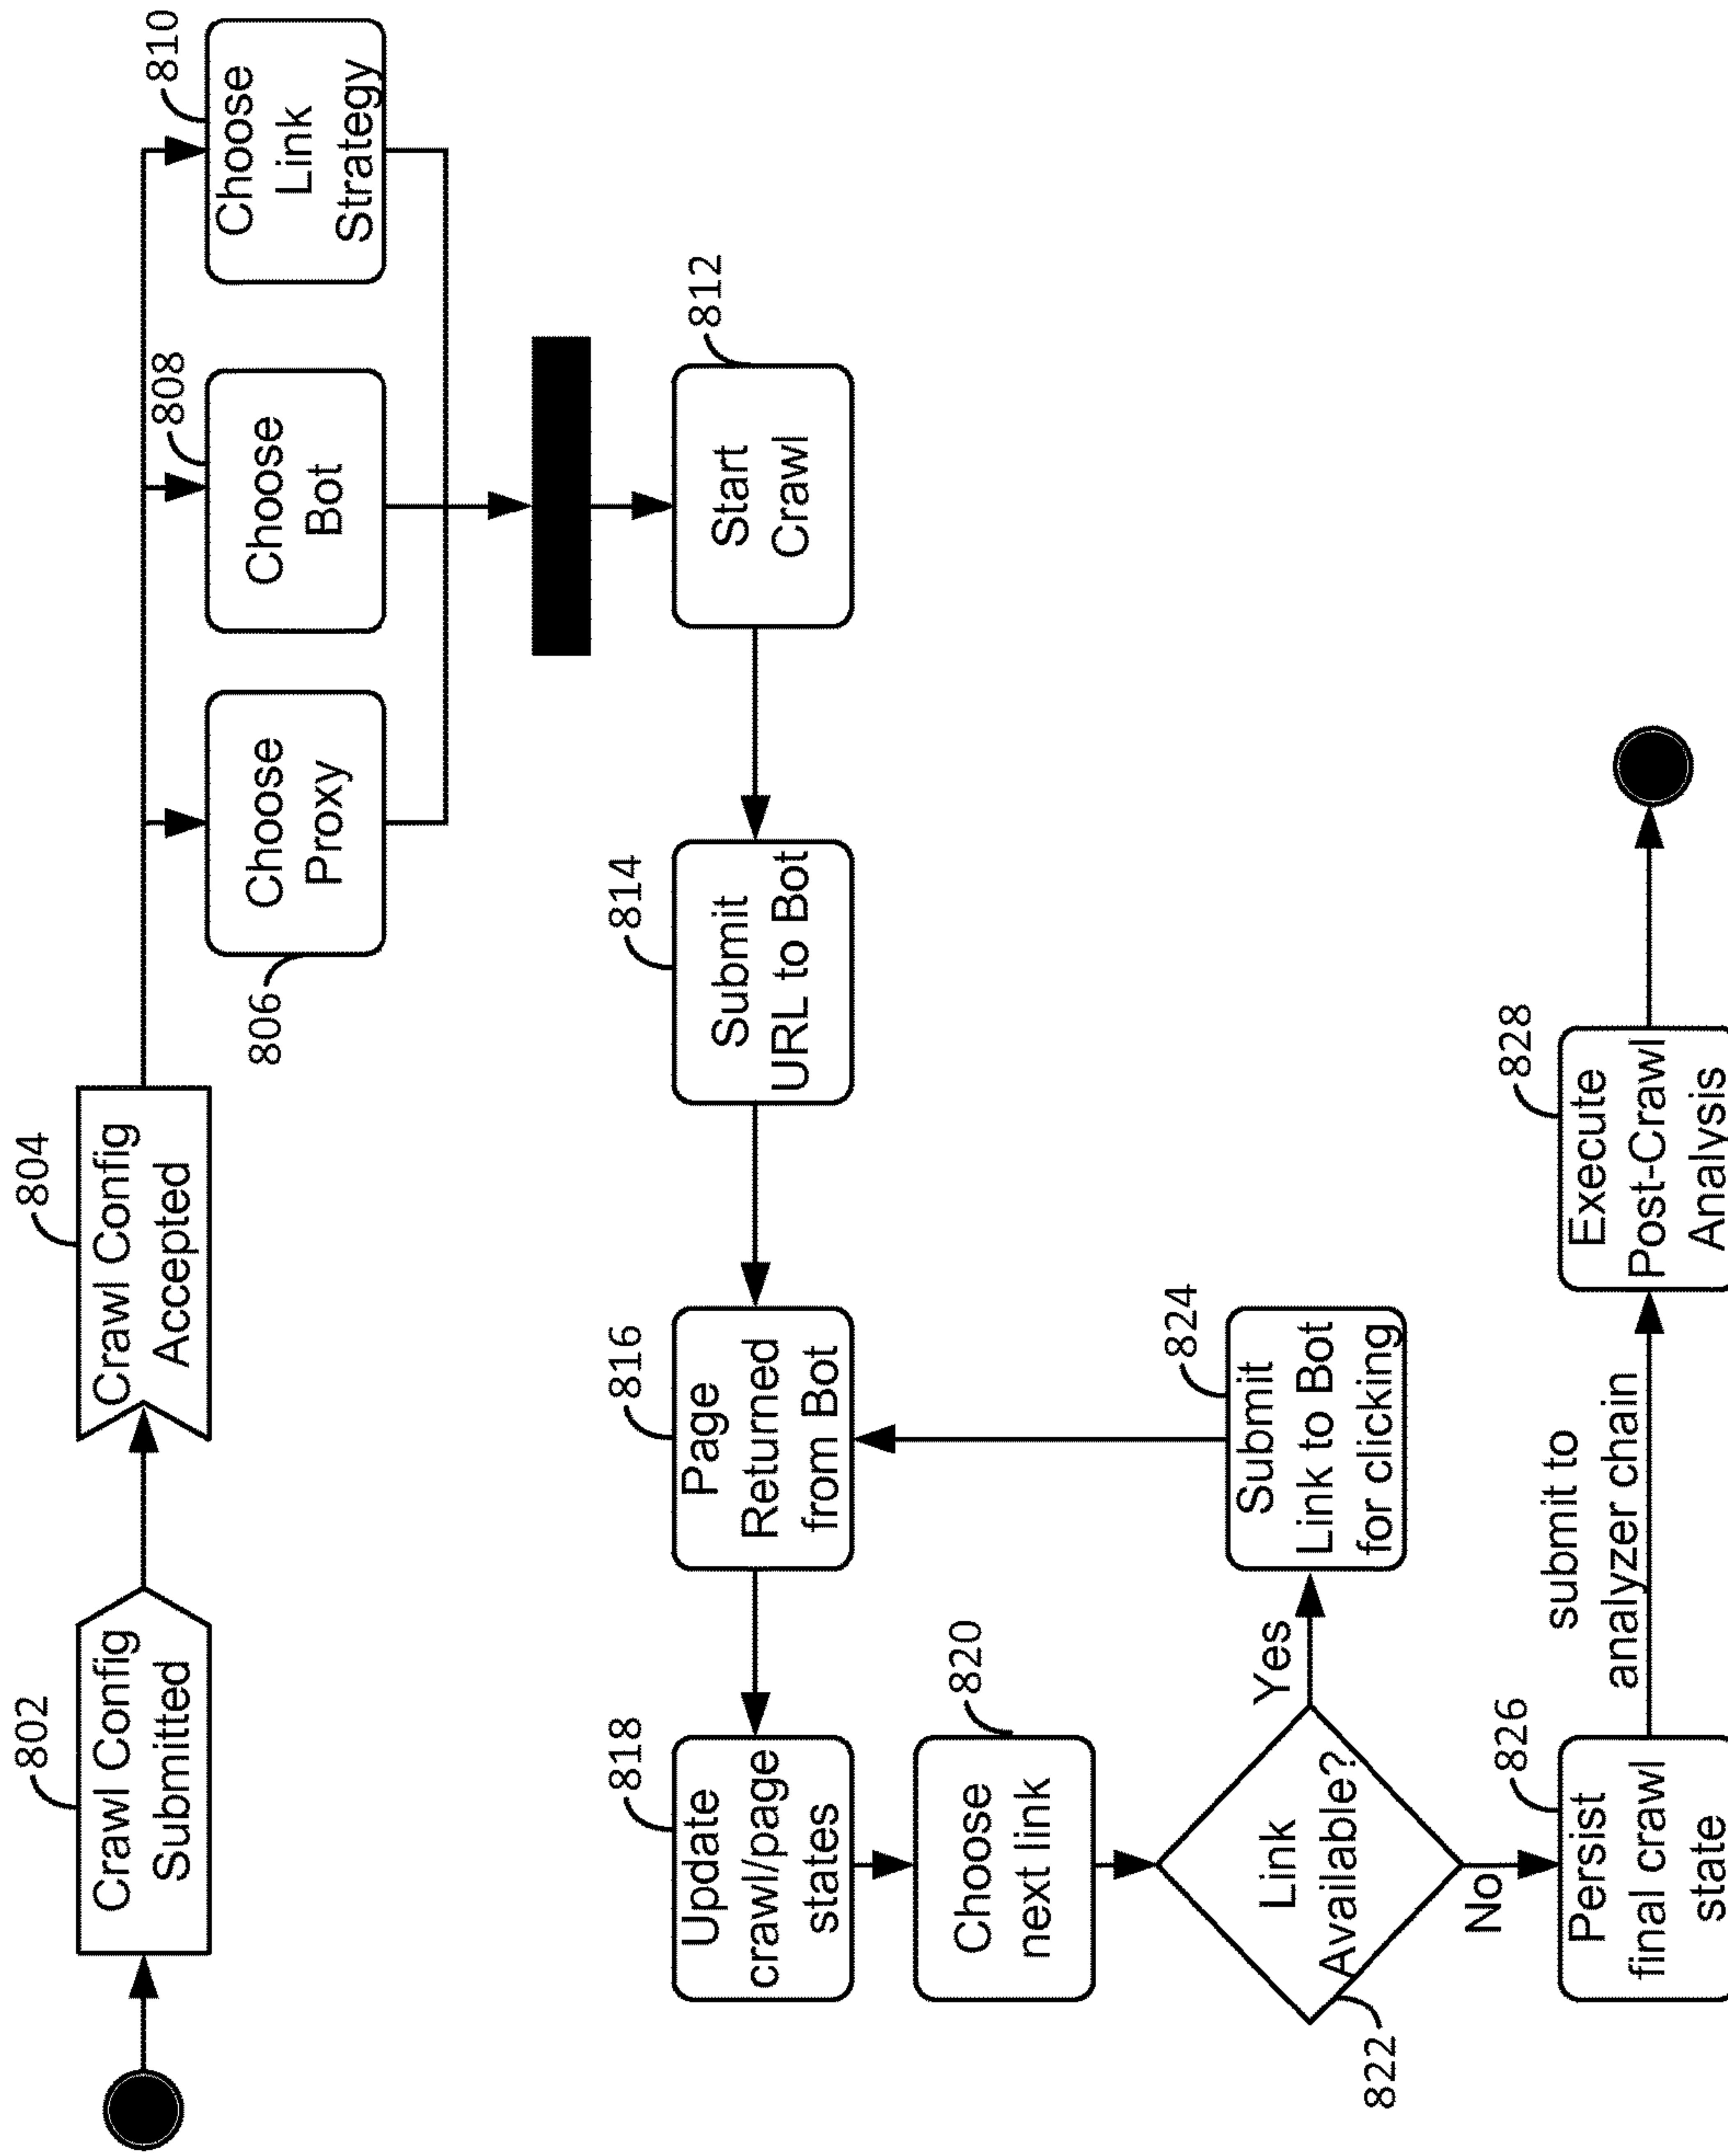 802
Crawl Config
Submitted
804
Crawl Config
Accepted
806
Choose
Proxy
808
Choose
Bot
810
Choose
Link
Strategy
812
Start
Crawl
814
Submit
URL to Bot
816
Page
Returned
from Bot
818
Update
crawl/page
states
820
Choose
next link
822
Link
Available?
Yes
824
Submit
Link to Bot
for clicking
No
826
Persist
final crawl
state
submit to
analyzer chain
828
Execute
Post-Crawl
Analysis